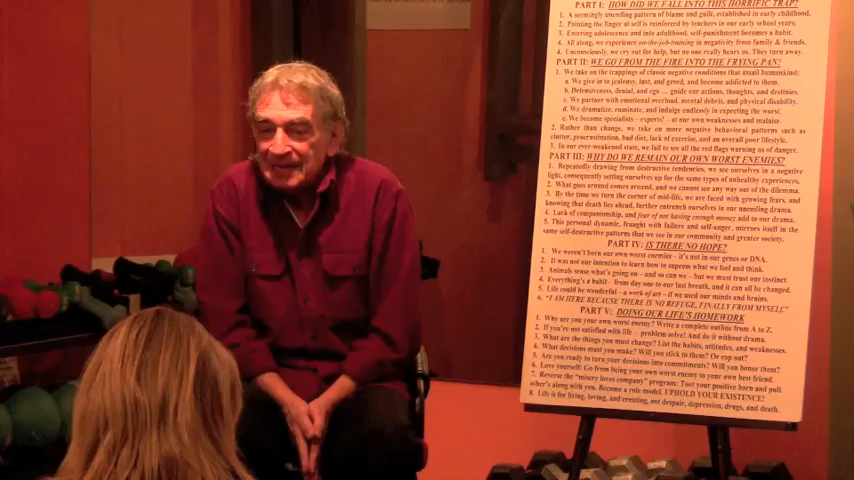 PART I: HOW DID WE FALL INTO THIS HORRIFIC TRAP?
1. A seemingly unending pattern of blame and guilt, established in early childhood.
2. Pointing the finger at self is reinforced by teachers in our early school years.
3. Entering adolescence and into adulthood, self-punishment becomes a habit.
4. All along, we experience on-the-job-training in negativity from family & friends.
5. Unconsciously, we cry out for help, but no one really hears us. They turn away.
PART II: WE GO FROM THE FIRE INTO THE FRYING PAN!
1. We take on the trappings of classic negative conditions that assail humankind:
a. We give in to jealousy, lust, and greed, and become addicted to them.
b. Defensiveness, denial, and ego ... guide our actions, thoughts, and destinies.
c. We partner with emotional overload, mental debris, and physical disability.
d. We dramatize, ruminate, and indulge endlessly in expecting the worst.
e. We become specialists – experts! – at our own weaknesses and malaise.
2. Rather than change, we take on more negative behavioral patterns such as
clutter, procrastination, bad diet, lack of exercise, and an overall poor lifestyle.
3. In our ever-weakened state, we fail to see all the red flags warning us of danger.
PART III: WHY DO WE REMAIN OUR OWN WORST ENEMIES?
1. Repeatedly drawing from destructive tendencies, we see ourselves in a negative
light, consequently setting ourselves up for the same types of unhealthy experiences.
2. What goes around comes around, and we cannot see any way out of the dilemma.
3. By the time we turn the corner of mid-life, we are faced with growing fears, and
knowing that death lies ahead, further entrench ourselves in our unending drama.
4. Lack of companionship, and fear of not having enough money add to our drama.
5. This personal dynamic, fraught with failure and self-anger, mirrors itself in the
same self-destructive patterns that we see in our community and greater society.
PART IV: IS THERE NO HOPE?
1. We weren't born our own worst enemies – it's not in our genes or DNA.
2. It was not our intention to learn how to supress what we feel and think.
3. Animals sense what's going on – and so can we – but we must trust our instinct.
4. Everything's a habit – from day one to our last breath, and it can all be changed.
5. Life could be wonderful – a work of art – if we used our minds and brains.
6. "I AM HERE BECAUSE THERE IS NO REFUGE, FINALLY FROM MYSELF"
PART V: DOING OUR LIFE'S HOMEWORK
1. Why are you your own worst enemy? Write a complete outline from A to Z.
2. If you're not satisfied with life – problem solve! And do it without drama.
3. What are the things you must change? List the habits, attitudes, and weaknesses.
4. What decisions must you make? Will you stick to them? Or cop out?
5. Are you ready to turn your decisions into commitments? Will you honor them?
6. Love yourself: Go from being your own worst enemy to your own best friend.
7. Reverse the "misery loves company" program: Toot your positive horn and pull
other's along with you. Become a role model. UPHOLD YOUR EXISTENCE!
8. Life is for living, loving, and creating, not despair, depression, drugs, and death.